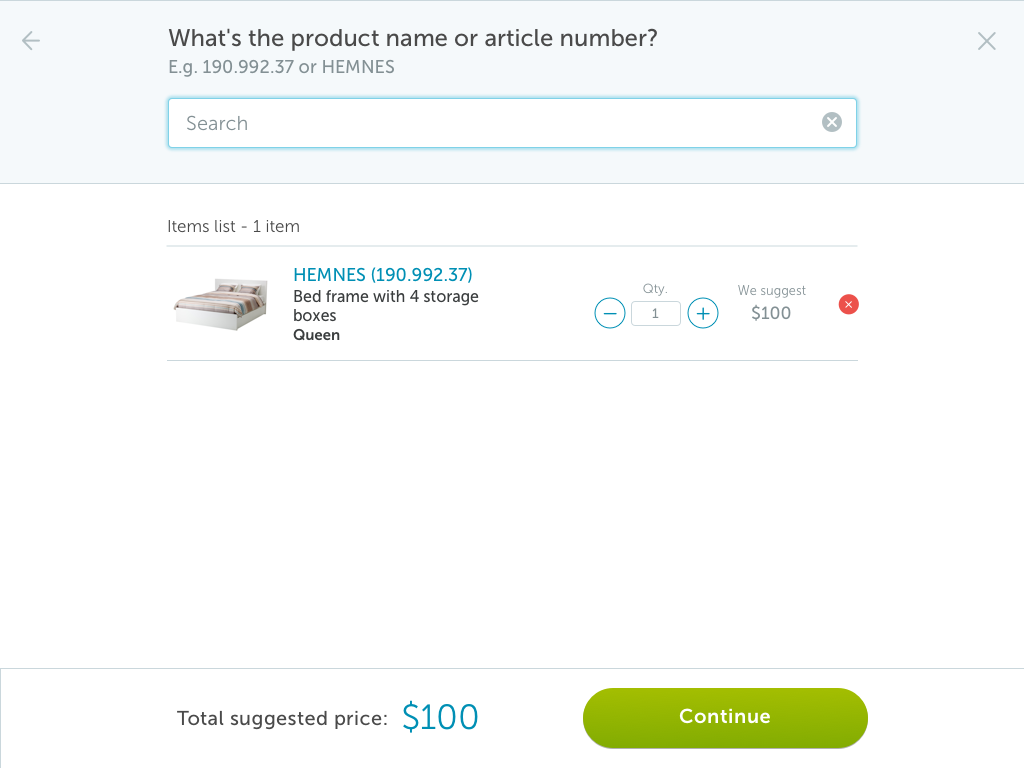 What's the product name or article number?
E.g. 190.992.37 or HEMNES
Search
Items list - 1 item
HEMNES (190.992.37)
Bed frame with 4 storage
boxes
Queen
Qty.
1
We suggest
$100
Total suggested price: $100
Continue